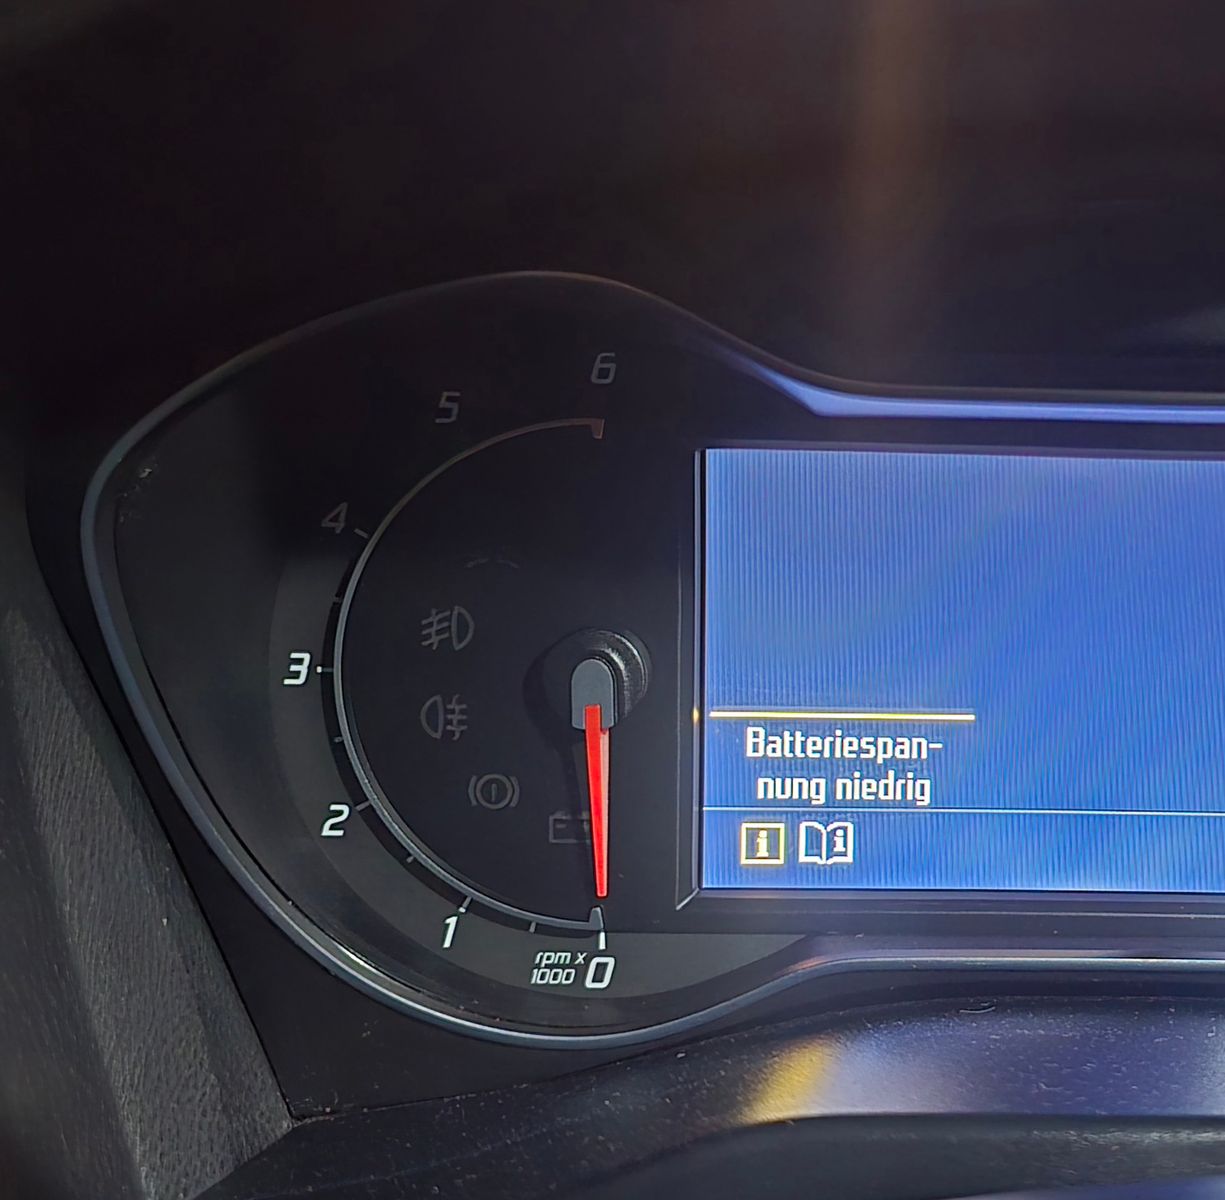 6
5
4
3
2
1
rpm x
1000 0
Batteriespan-
nung niedrig
i i